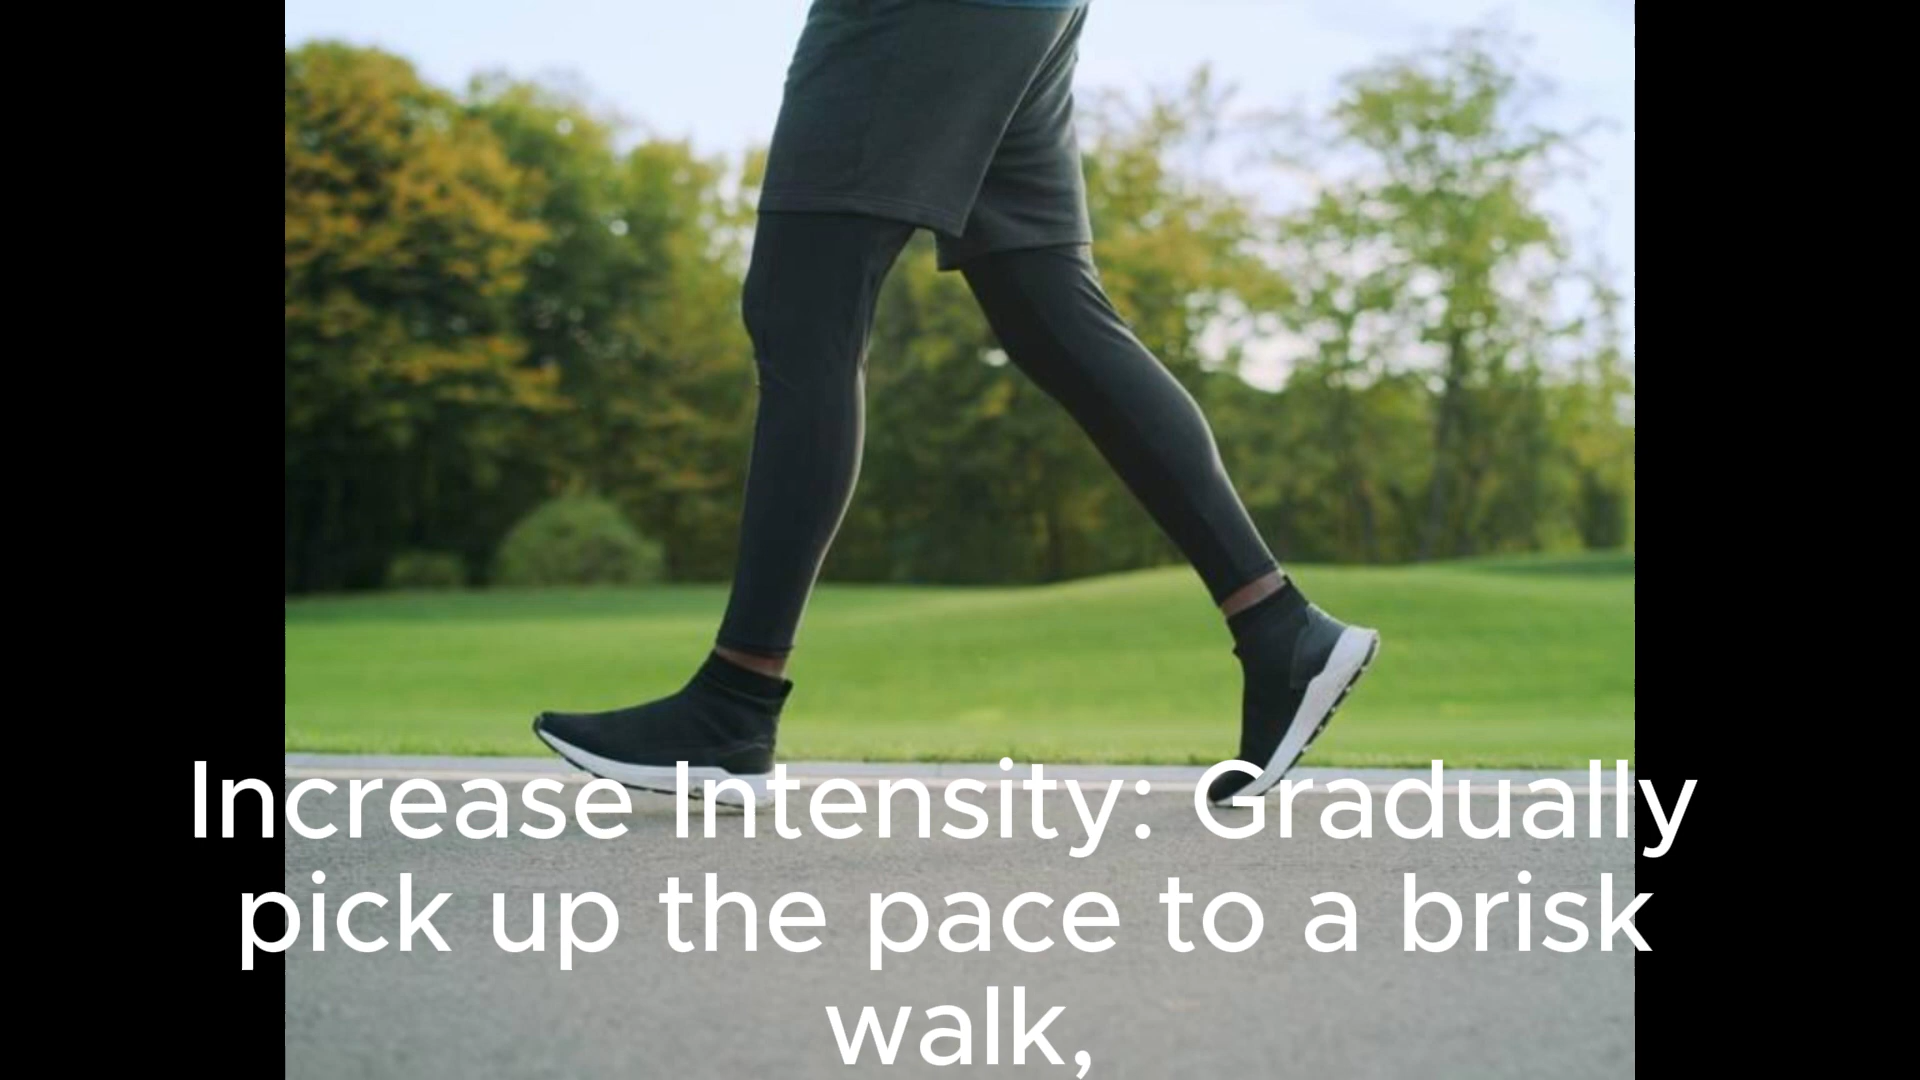 Increase Intensity: Gradually
pick up the pace to a brisk
walk,